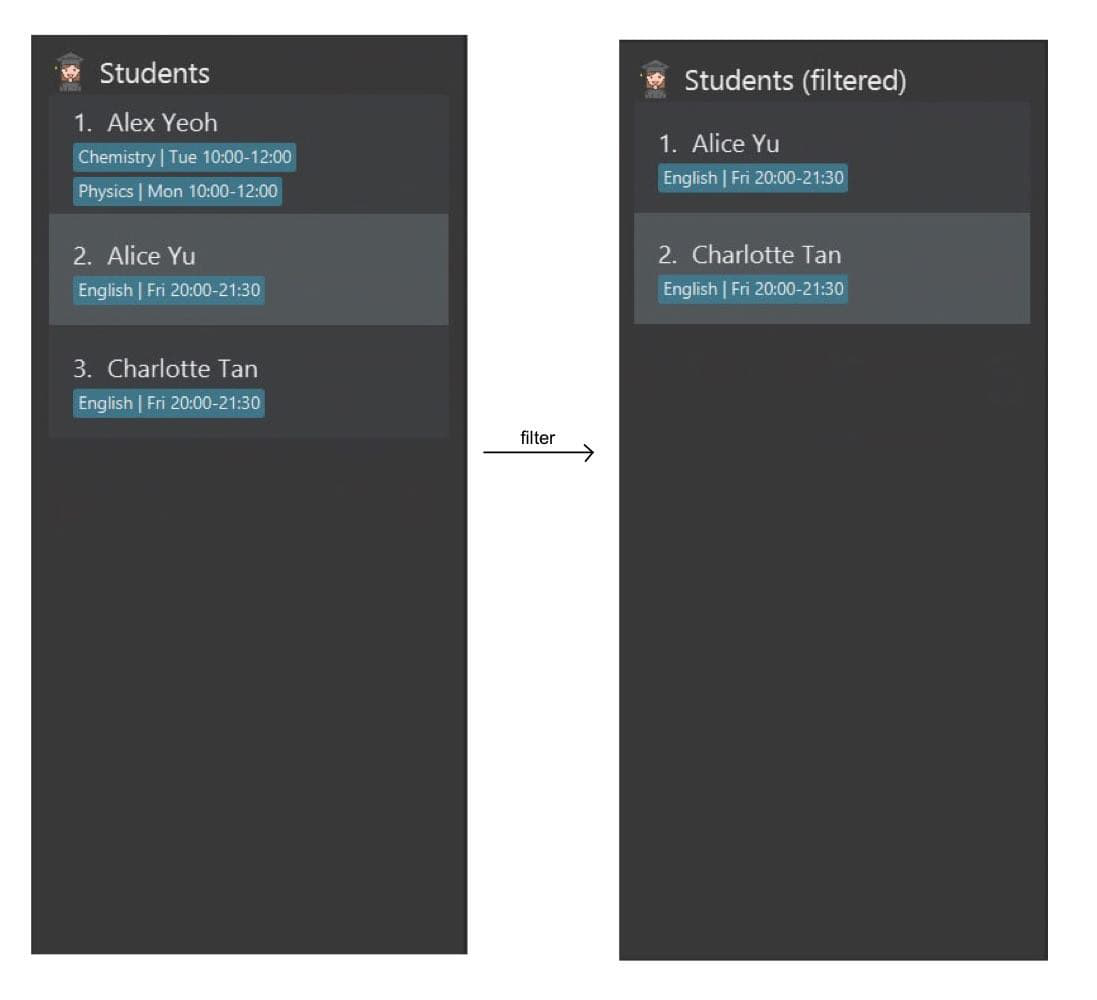 Students
1. Alex Yeoh
Chemistry | Tue 10:00-12:00
Physics | Mon 10:00-12:00
2. Alice Yu
English | Fri 20:00-21:30
3. Charlotte Tan
English | Fri 20:00-21:30
filter
Students (filtered)
1. Alice Yu
English | Fri 20:00-21:30
2. Charlotte Tan
English | Fri 20:00-21:30